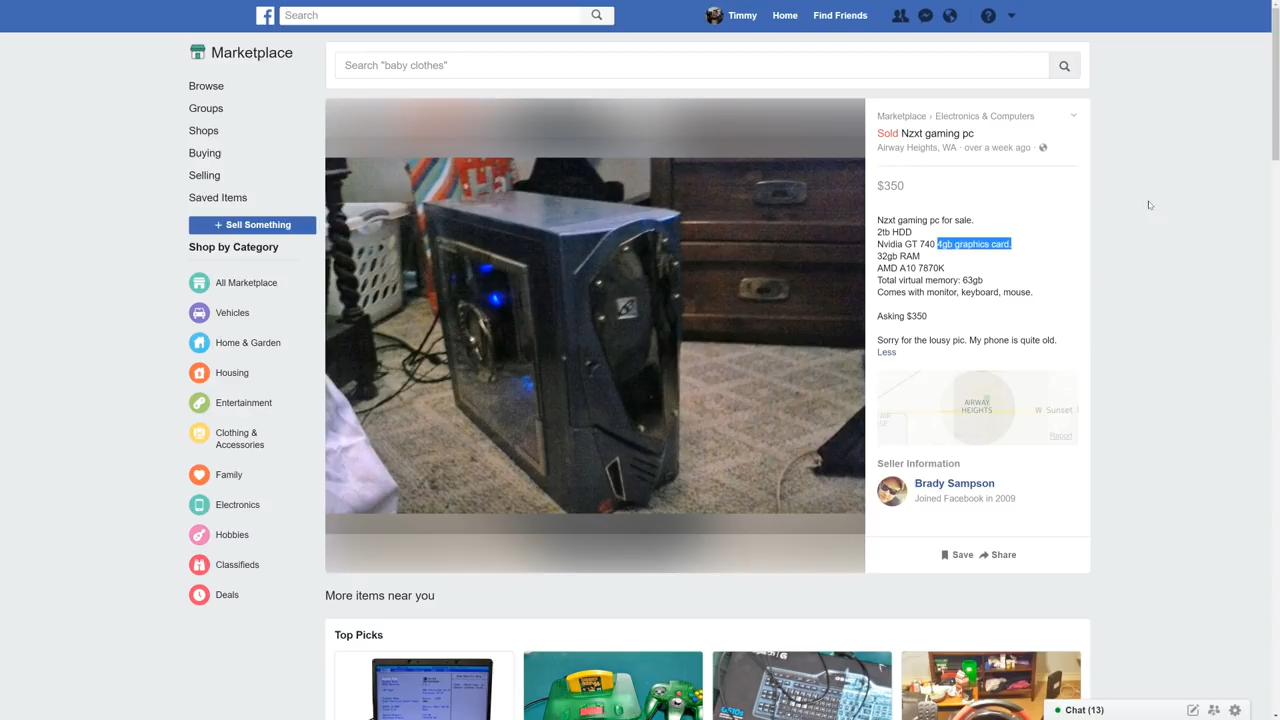 Search
Timmy
Home
Find Friends
Marketplace
Search "baby clothes"
Browse
Groups
Shops
Buying
Selling
Saved Items
+ Sell Something
Shop by Category
All Marketplace
Vehicles
Home & Garden
Housing
Entertainment
Clothing &
Accessories
Family
Electronics
Hobbies
Classifieds
Deals
Marketplace › Electronics & Computers
Sold Nzxt gaming pc
Airway Heights, WA · over a week ago ·
$350
Nzxt gaming pc for sale.
2tb HDD
Nvidia GT 740 4gb graphics card.
32gb RAM
AMD A10 7870K
Total virtual memory: 63gb
Comes with monitor, keyboard, mouse.
Asking $350
Sorry for the lousy pic. My phone is quite old.
Less
AIRWAY
HEIGHTS
W Sunset
Report
Seller Information
Brady Sampson
Joined Facebook in 2009
Save
Share
More items near you
Top Picks
Chat (13)